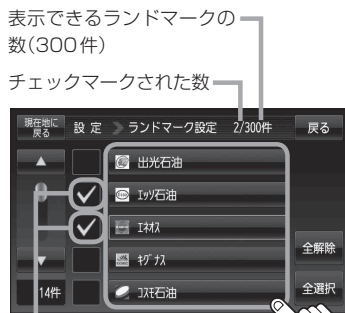 表示できるランドマークの
数(300件)
チェックマークされた数
現在地に
戻る
設 定
ランドマーク設定
2/300件
戻る
出光石油
エッソ石油
エネオス
キグナス
コスモ石油
14件
全解除
全選択